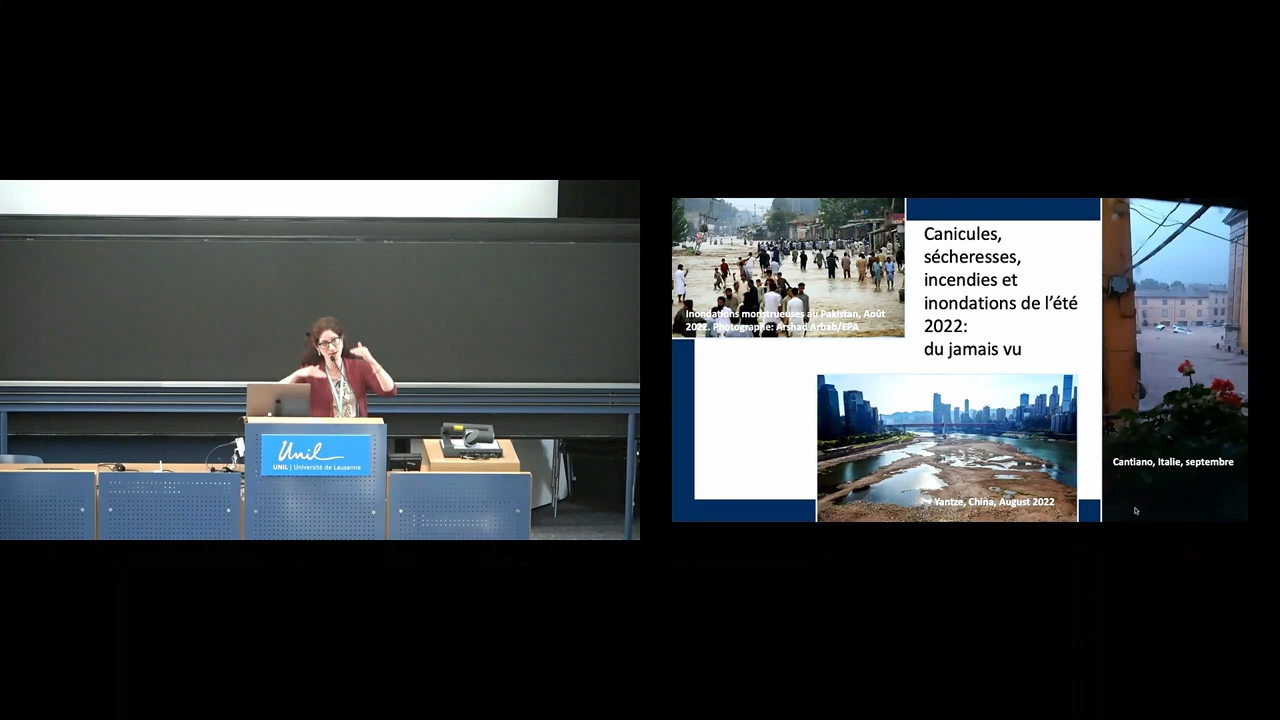 Unil
UNIL | Université de Lausanne
Inondations monstrueuses au Pakistan, Août
2022. Photographe: Arshad Arbab/EPA
Canicules,
sécheresses,
incendies et
inondations de l’été
2022:
du jamais vu
Yantze, China, August 2022
Cantiano, Italie, septembre